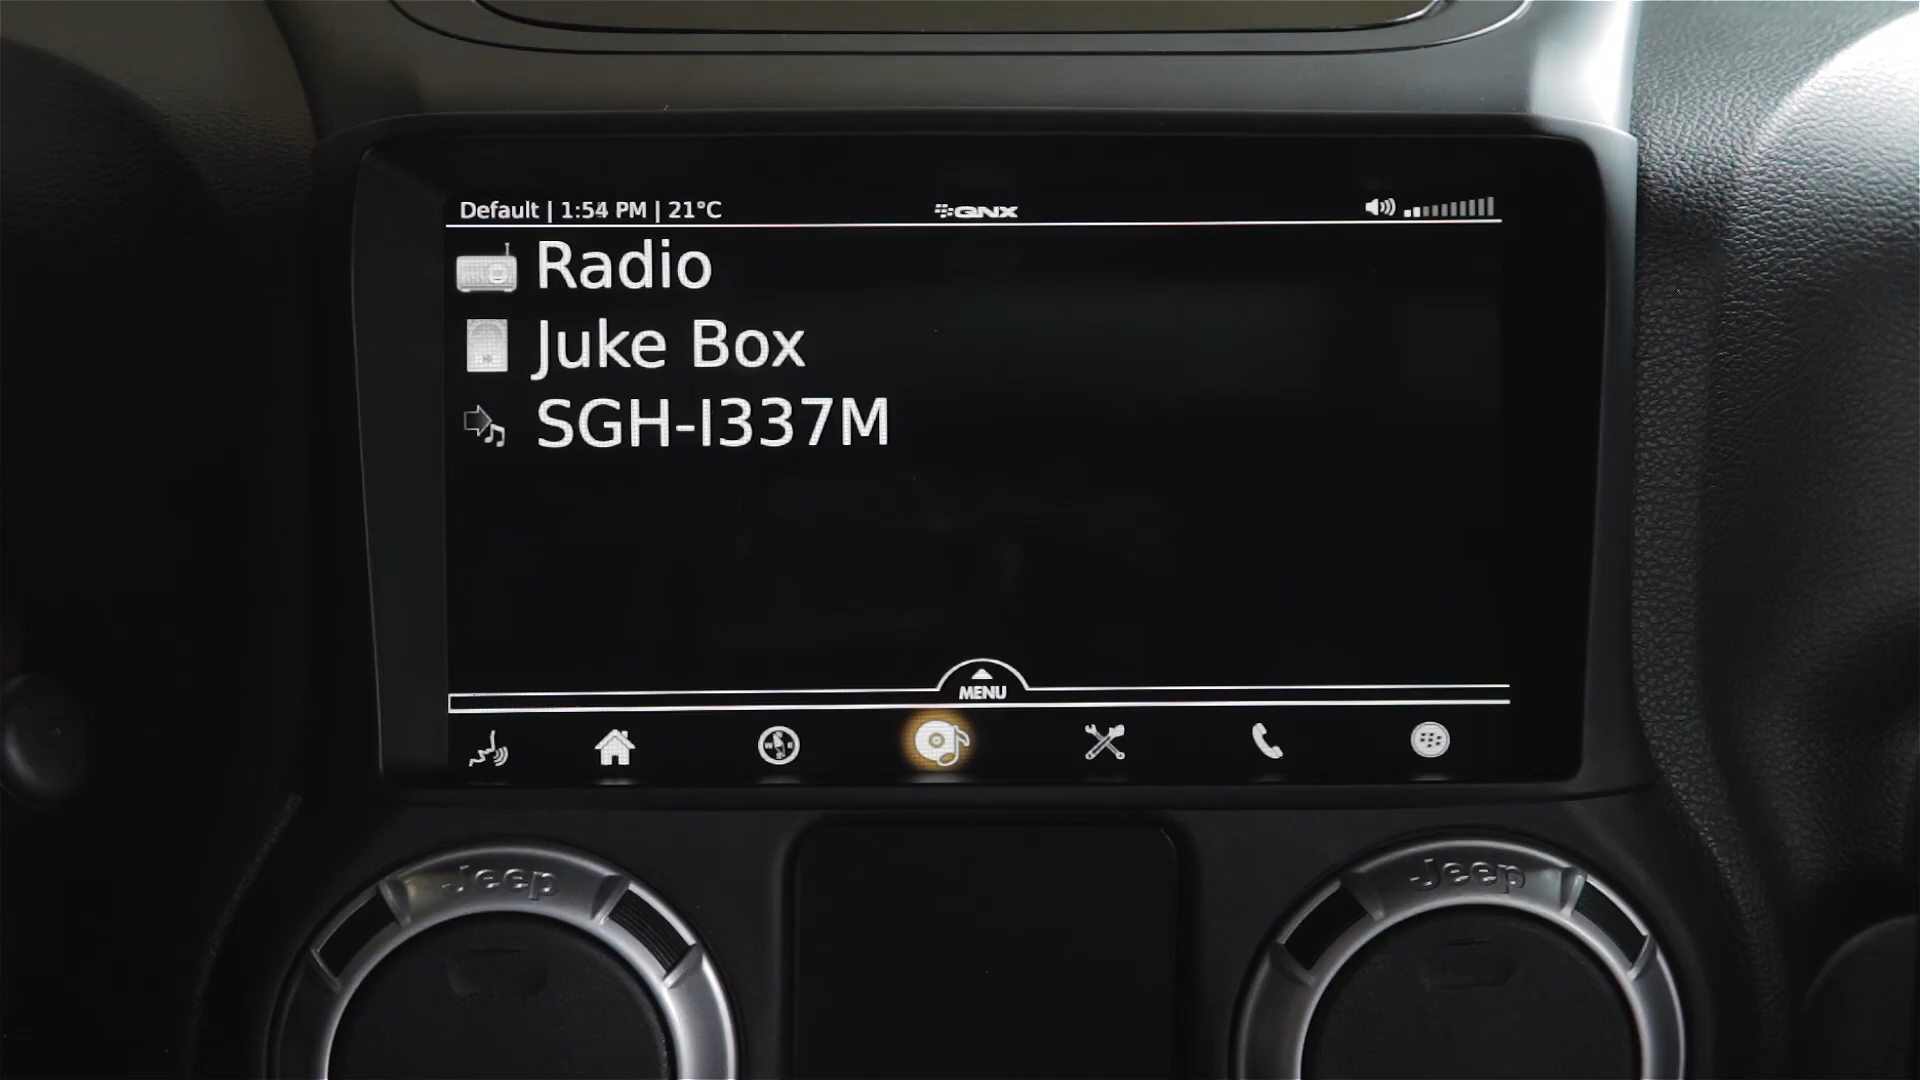 Default | 1:54 PM | 21°C
QNX
Radio
Juke Box
SGH-I337M
MENU
Jeep
Jeep